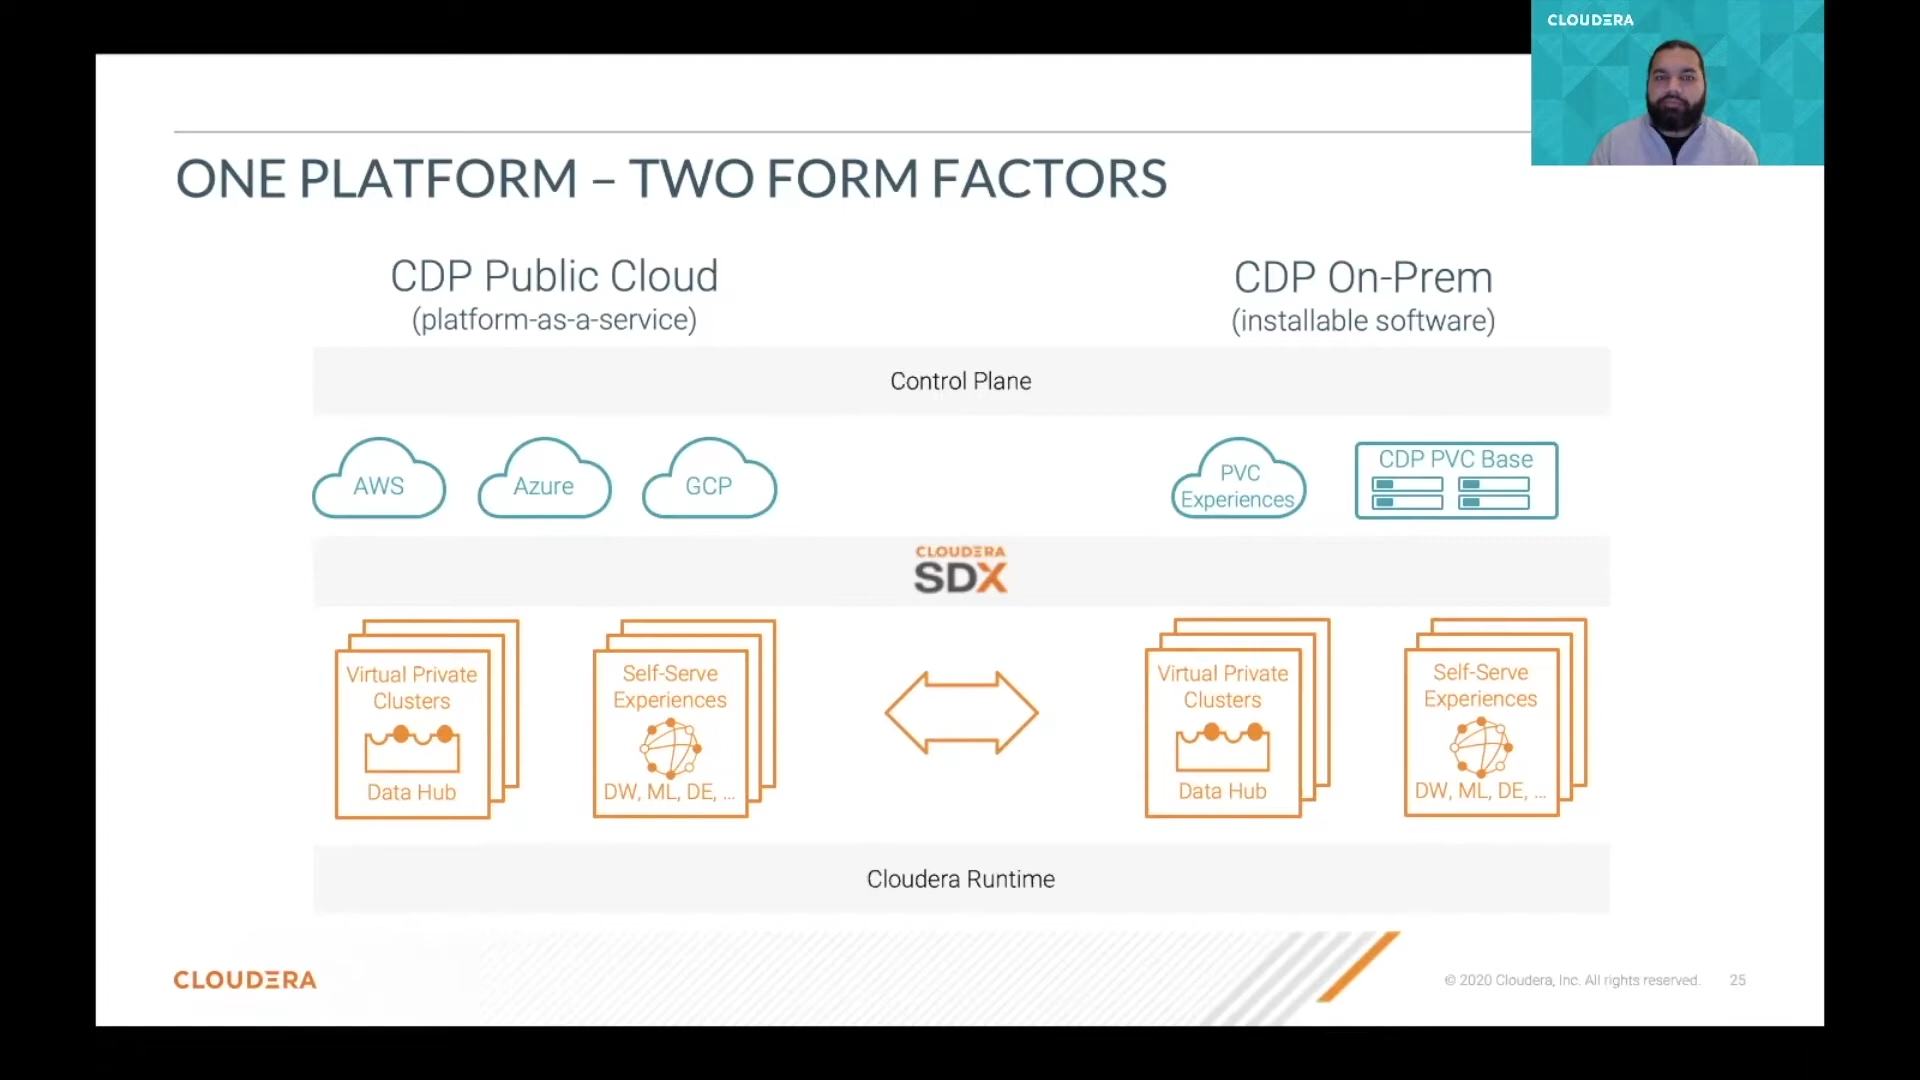 CLOUDERA
ONE PLATFORM – TWO FORM FACTORS
CDP Public Cloud
(platform-as-a-service)
CDP On-Prem
(installable software)
Control Plane
AWS
Azure
GCP
PVC
Experiences
CDP PVC Base
CLOUDERA
SDX
Virtual Private
Clusters
Data Hub
Self-Serve
Experiences
DW, ML, DE, ...
Virtual Private
Clusters
Data Hub
Self-Serve
Experiences
DW, ML, DE, ...
Cloudera Runtime
CLOUDERA
© 2020 Cloudera, Inc. All rights reserved.
25